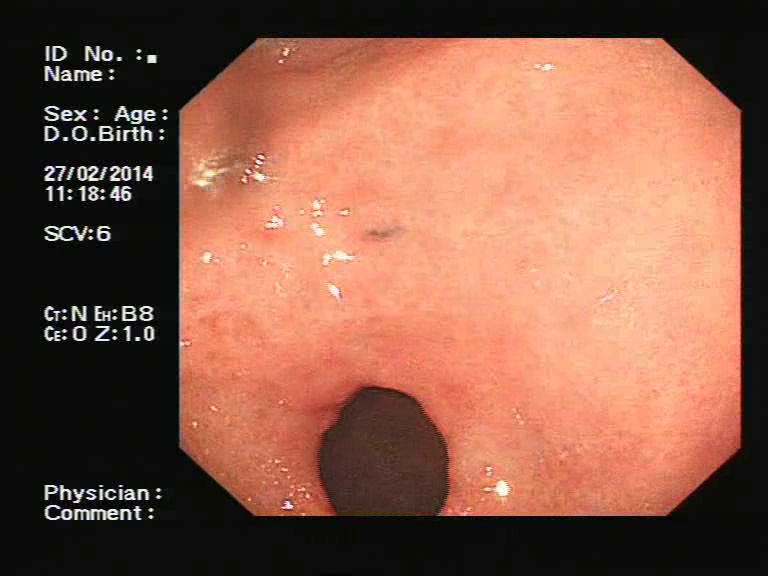 ID No. :
Name:
Sex: Age:
D.O.Birth:
27/02/2014
11:18:46
SCV:6
CT:N EH:B8
CE:0 Z:1.0
Physician:
Comment: